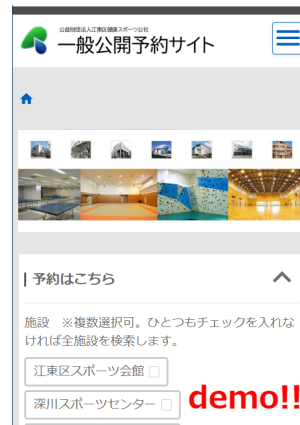 公益財団法人江東区健康スポーツ公社
一般公開予約サイト
予約はこちら
施設　※複数選択可。ひとつもチェックを入れな
ければ全施設を検索します。
江東区スポーツ会館
深川スポーツセンター
demo!!